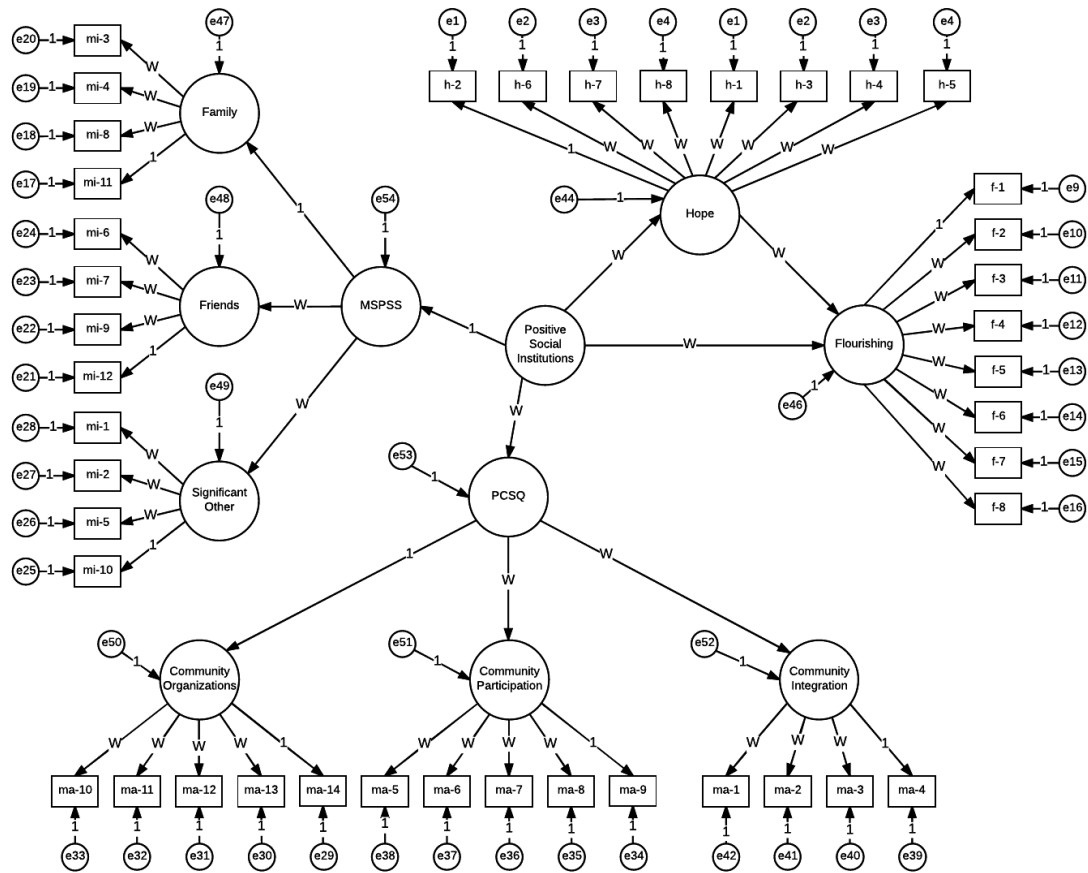 e47
e1 e2 e3 e4 e1 e2 e3 e4
e20 1 mi-3
1
1 1 1 1 1 1 1 1
W
e19 1 mi-4
W
Family
h-2 h-6 h-7 h-8 h-1 h-3 h-4 h-5
e18 1 mi-8
W
1
1 W W W W W W W
e17 1 mi-11
e48
e54
e44 1
Hope
f-1 1 e9
1
1
1
1
e24 1 mi-6
W
f-2 1 e10
W
W
W
e23 1 mi-7
W
f-3 1 e11
W
Friends
W
MSPSS
e22 1 mi-9
W
1
Positive
Social
Institutions
W
Flourishing
W
f-4 1 e12
1
W
f-5 1 e13
e21 1 mi-12
e49
1
W
W
e46
1
W
f-6 1 e14
e28 1 mi-1
W
W
f-7 1 e15
e53
1
e27 1 mi-2
W
W
Significant
Other
PCSQ
f-8 1 e16
e26 1 mi-5
W
1
e25 1 mi-10
1
W
W
e50
1
e51
1
e52
1
Community
Organizations
Community
Participation
Community
Integration
W W W W 1
W W W W 1
W W W 1
ma-10 ma-11 ma-12 ma-13 ma-14 ma-5 ma-6 ma-7 ma-8 ma-9 ma-1 ma-2 ma-3 ma-4
1 1 1 1 1 1 1 1 1 1 1 1 1 1
e33 e32 e31 e30 e29 e38 e37 e36 e35 e34 e42 e41 e40 e39